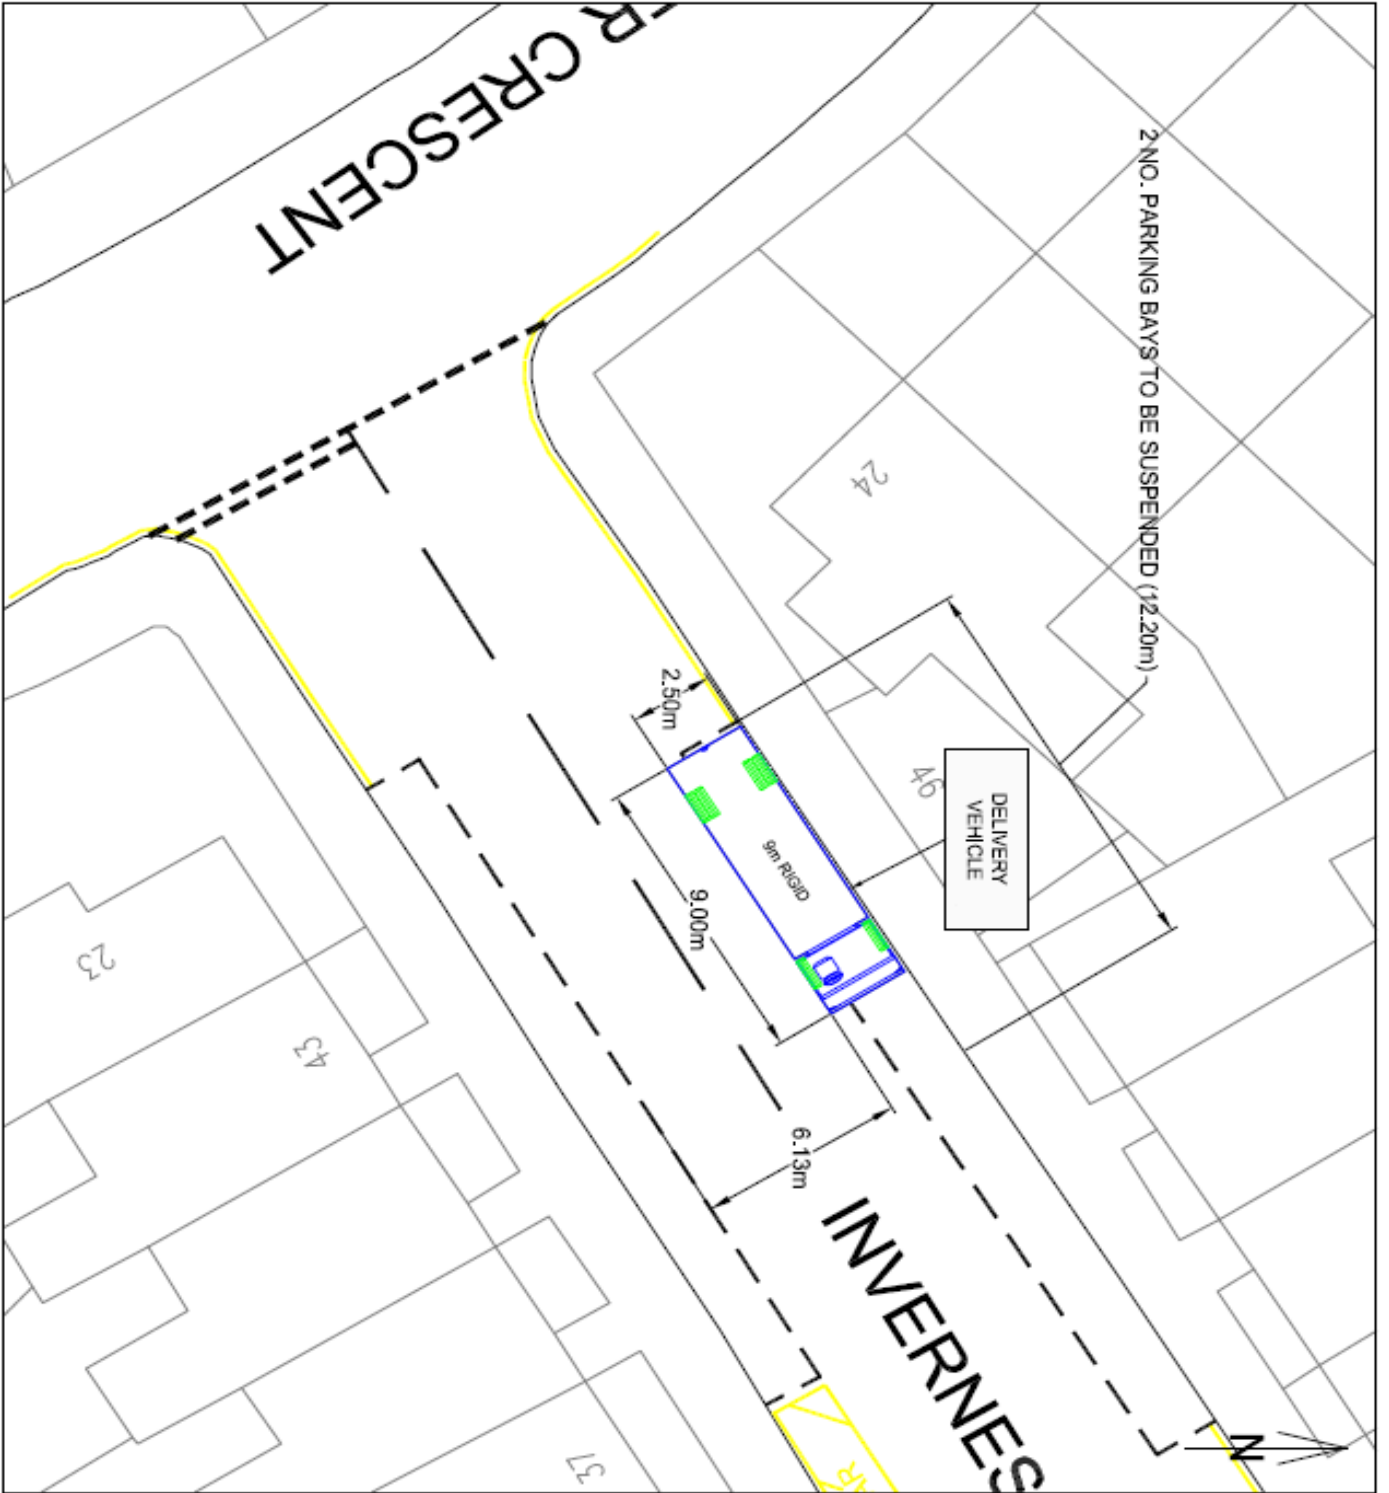 R CRESCENT
2 NO. PARKING BAYS TO BE SUSPENDED (12.20m)
24
46
DELIVERY
VEHICLE
2.50m
9m RIGID
9.00m
6.13m
INVERNES
23
43
37
AR
N